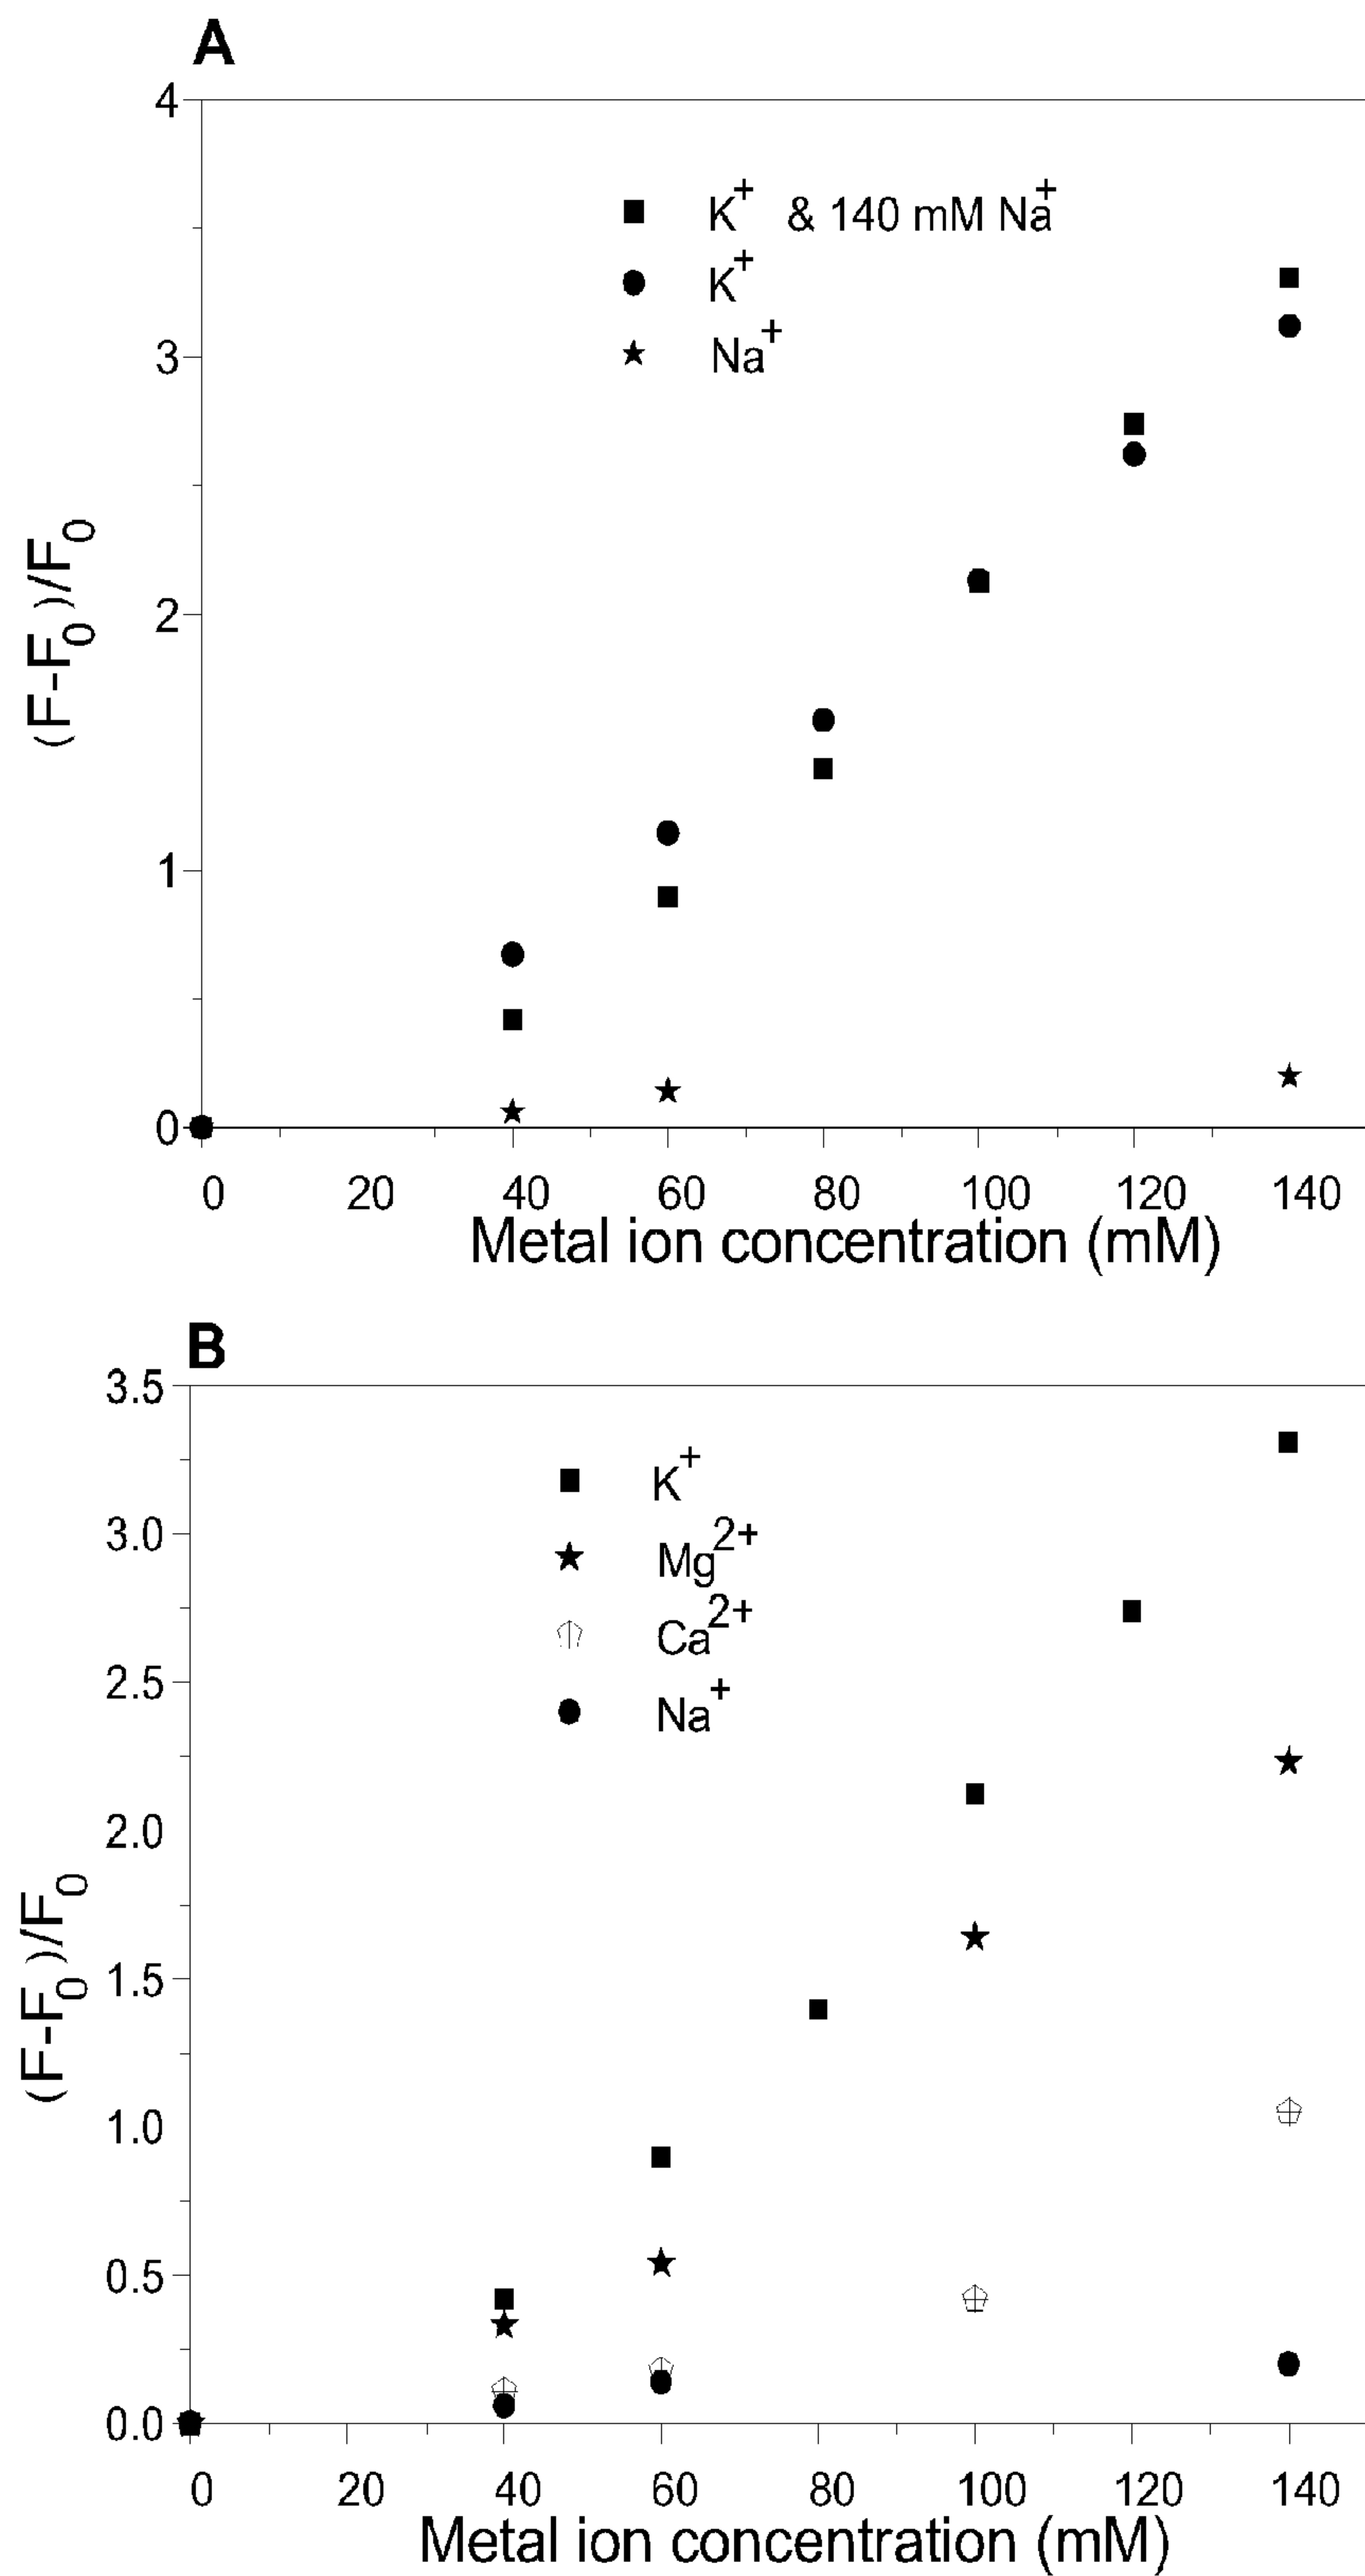 A
4
K+ & 140 mM Na+
K+
3
Na+
2
(F-F0)/F0
1
0
0 20 40 60 80 100 120 140
Metal ion concentration (mM)
B
3.5
K+
3.0
Mg2+
Ca2+
2.5
Na+
2.0
(F-F0)/F0
1.5
1.0
0.5
0.0
0 20 40 60 80 100 120 140
Metal ion concentration (mM)